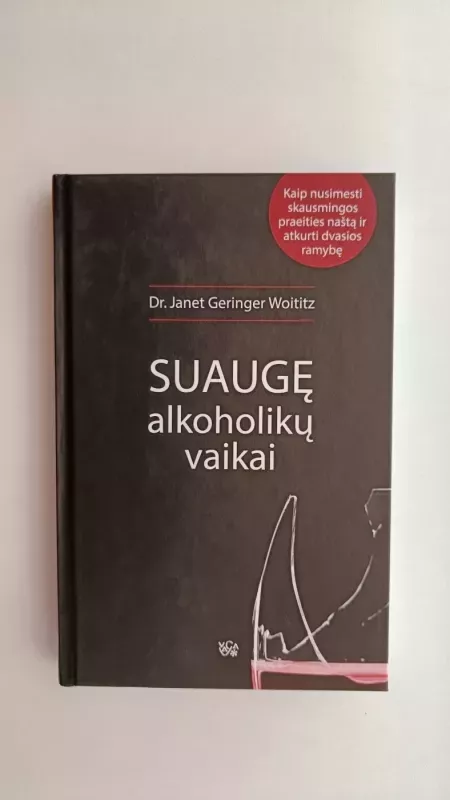 Kaip nusimesti
skausmingos
praeities naštą ir
atkurti dvasios
ramybę
Dr. Janet Geringer Woititz
SUAUGĘ
alkoholikų
vaikai